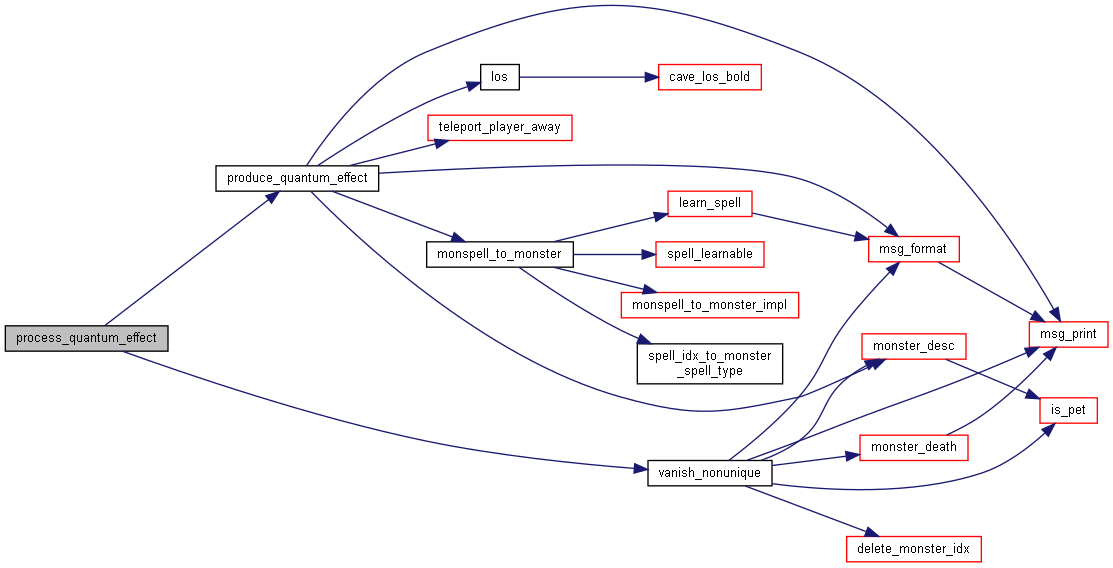 los
cave_los_bold
teleport_player_away
produce_quantum_effect
learn_spell
monspell_to_monster
spell_learnable
msg_format
monspell_to_monster_impl
process_quantum_effect
msg_print
spell_idx_to_monster
_spell_type
monster_desc
is_pet
monster_death
vanish_nonunique
delete_monster_idx